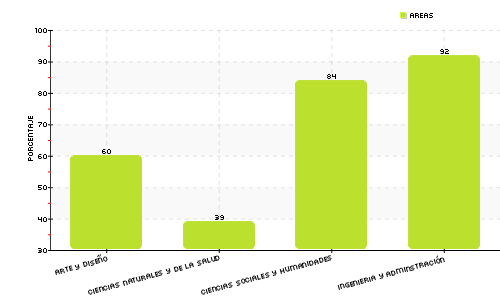 AREAS
100
90
80
70
60
50
40
30
PORCENTAJE
60
39
84
92
ARTE Y DISEÑO
CIENCIAS NATURALES Y DE LA SALUD
CIENCIAS SOCIALES Y HUMANIDADES
INGENIERIA Y ADMINSTRACIÓN